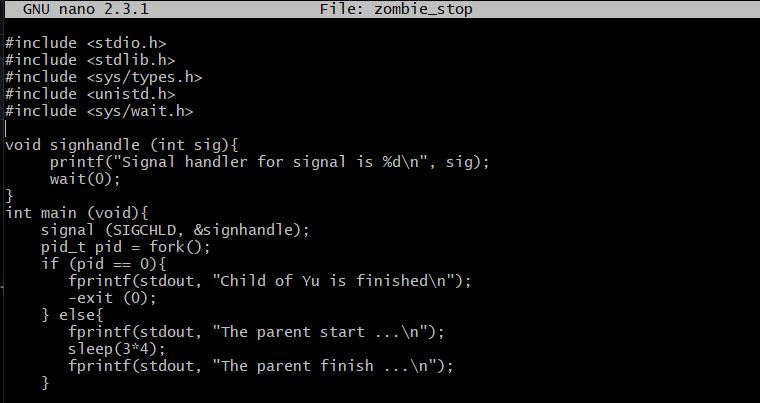 GNU nano 2.3.1 File: zombie_stop
#include <stdio.h>
#include <stdlib.h>
#include <sys/types.h>
#include <unistd.h>
#include <sys/wait.h>
void signhandle (int sig){
printf("Signal handler for signal is %d\n", sig);
wait(0);
}
int main (void){
signal (SIGCHLD, &signhandle);
pid_t pid = fork();
if (pid == 0){
fprintf(stdout, "Child of Yu is finished\n");
-exit (0);
} else{
fprintf(stdout, "The parent start ...\n");
sleep(3*4);
fprintf(stdout, "The parent finish ...\n");
}